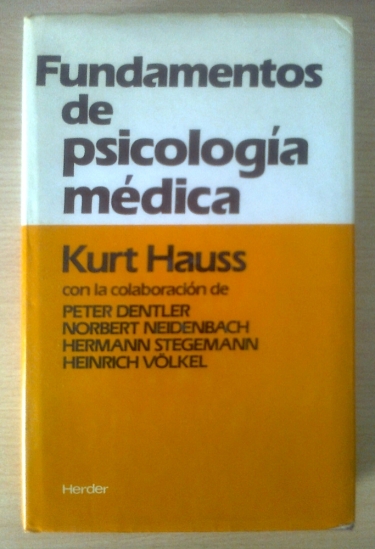 Fundamentos
de
psicología
médica
Kurt Hauss
con la colaboración de
PETER DENTLER
NORBERT NEIDENBACH
HERMANN STEGEMANN
HEINRICH VÖLKEL
Herder